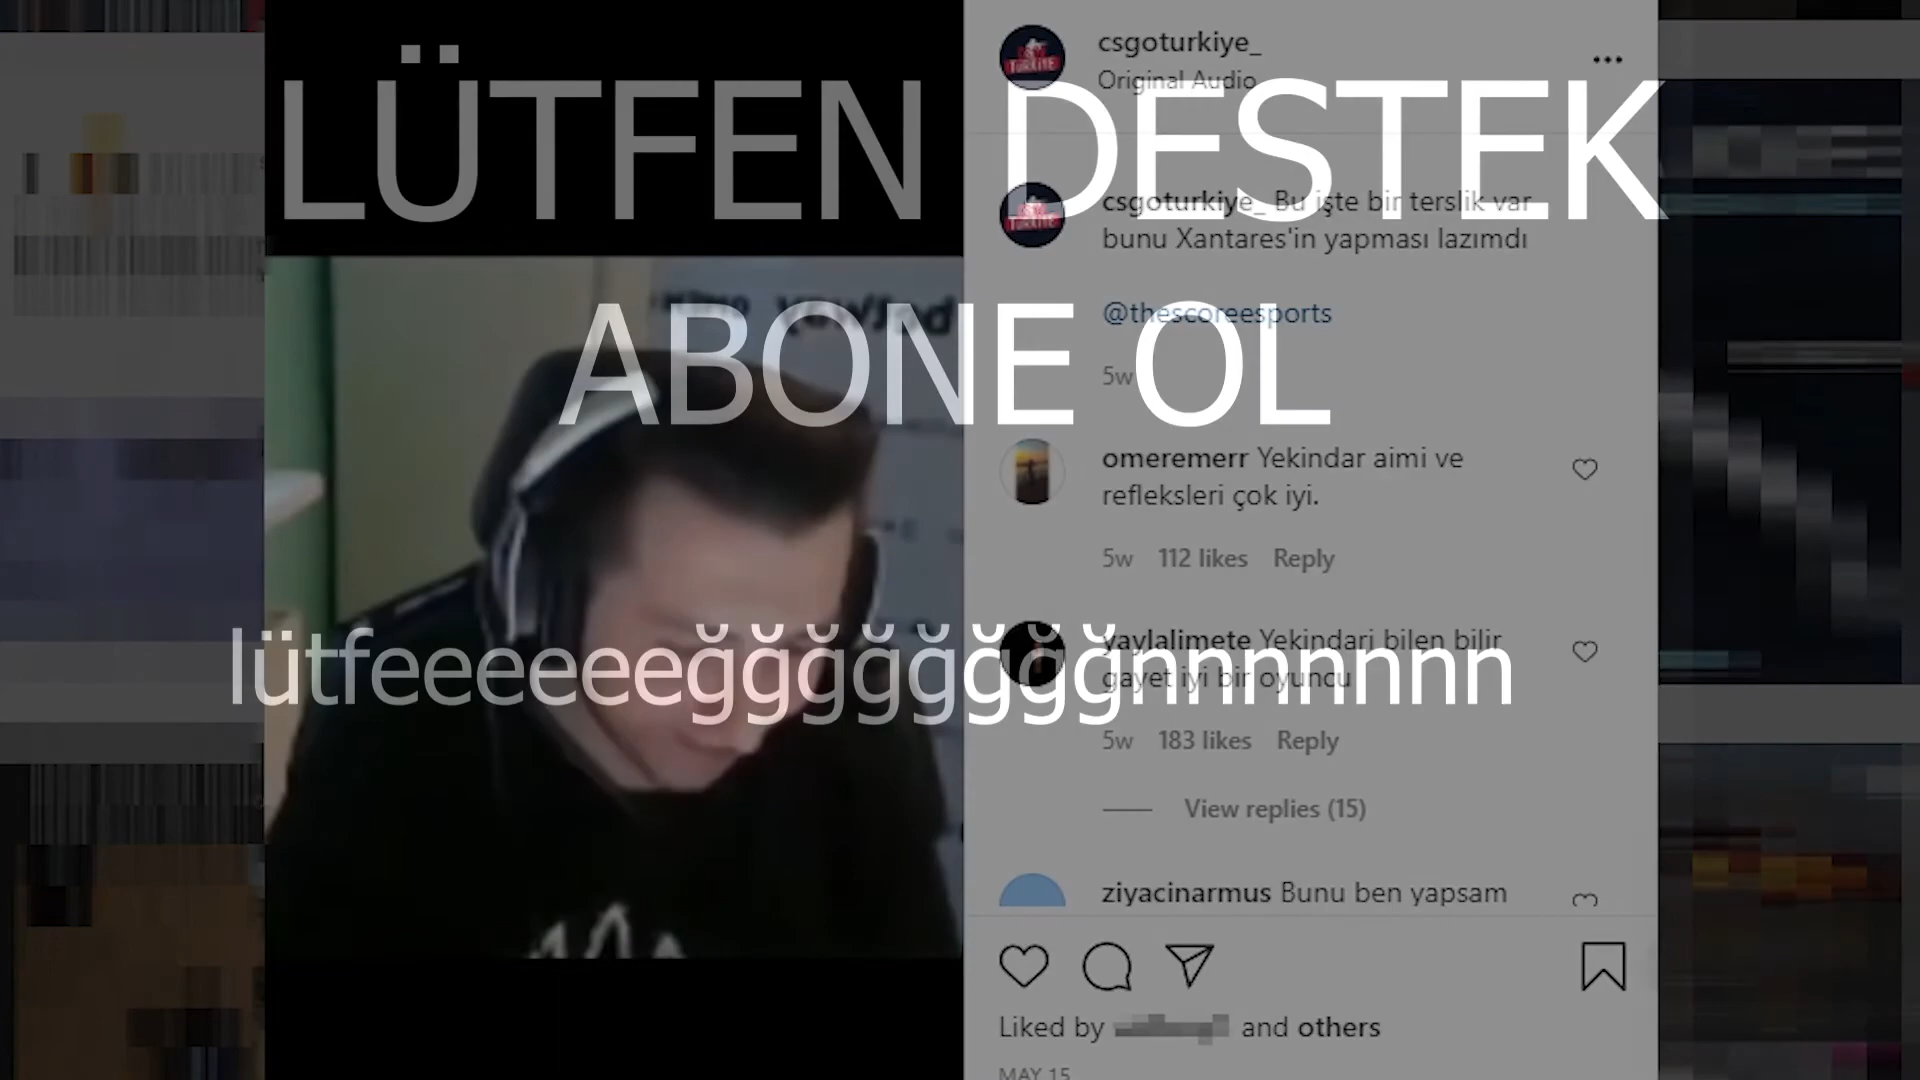 csgoturkiye_
Original Audio
LÜTFEN DESTEK
csgoturkiye_ Bu işte bir terslik var
bunu Xantares'in yapması lazımdı
@thescoreesports
ABONE OL
5w
omeremerr Yekindar aimi ve
refleksleri çok iyi.
5w 112 likes Reply
yaylalimete Yekindari bilen bilir
gayet iyi bir oyuncu
lütfeeeeeeeğğğğğğğğnnnnnnn
5w 183 likes Reply
View replies (15)
ziyacinarmus Bunu ben yapsam
Liked by and others
MAY 15